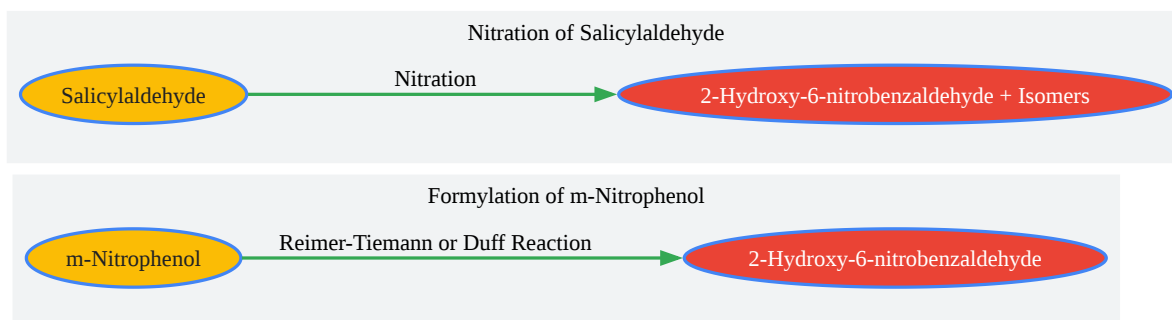 Nitration of Salicylaldehyde
Salicylaldehyde
Nitration
2-Hydroxy-6-nitrobenzaldehyde + Isomers
Formylation of m-Nitrophenol
m-Nitrophenol
Reimer-Tiemann or Duff Reaction
2-Hydroxy-6-nitrobenzaldehyde